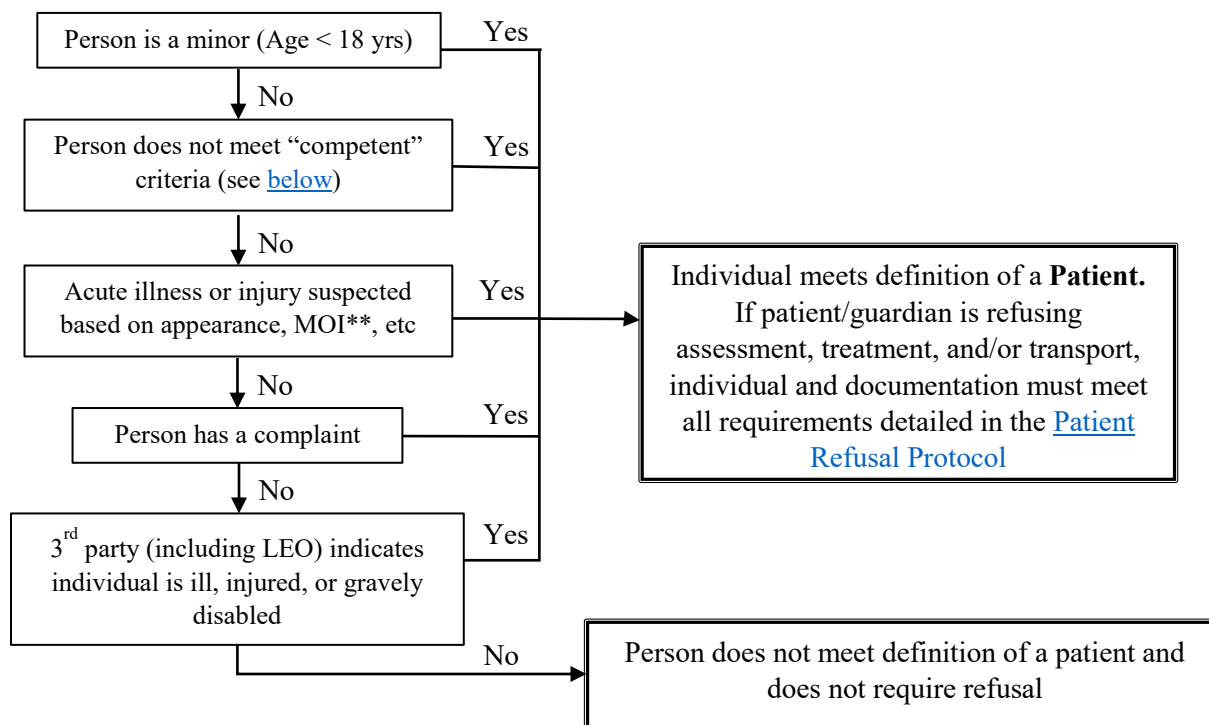 Person is a minor (Age < 18 yrs)
Yes
No
Person does not meet “competent”
criteria (see below)
Yes
No
Acute illness or injury suspected
based on appearance, MOI**, etc
Yes
No
Person has a complaint
Yes
No
3rd party (including LEO) indicates
individual is ill, injured, or gravely
disabled
Yes
No
Individual meets definition of a Patient.
If patient/guardian is refusing
assessment, treatment, and/or transport,
individual and documentation must meet
all requirements detailed in the Patient
Refusal Protocol
Person does not meet definition of a patient and
does not require refusal